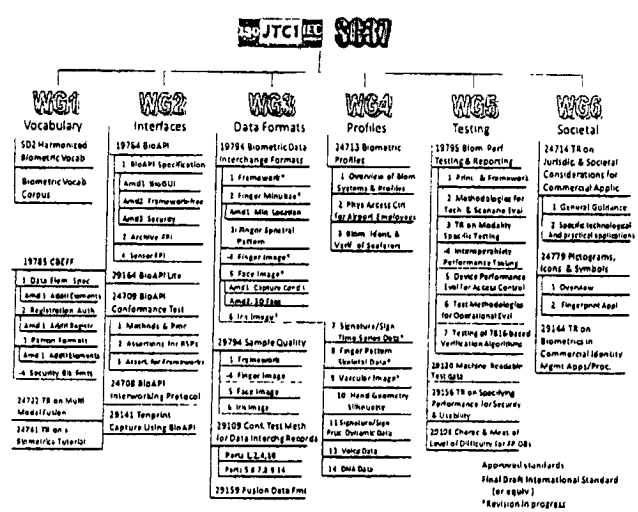 ISO JTC1 IEC SC37
WG1
Vocabulary
SD2 Harmonized
Biometric Vocab
Biometric Vocab
Corpus
19785 CBEFF
1 Data Elem Spec
Amd 1 Addtl Elements
2 Registration Auth
Amd 1 Addtl Registr
3 Patron Formats
Amd 1 Addtl Elements
4 Security Blk Fmts
24722 TR on Multi
Modal Fusion
24741 TR on
Biometrics Tutorial
WG2
Interfaces
19784 BioAPI
1 BioAPI Specification
Amd1 BioGUI
Amd2 Framework-free
Amd3 Security
2 Archive FPI
4 Sensor FPI
29164 BioAPI Lite
24709 BioAPI
Conformance Test
1 Methods & Proc
2 Assertions for BSPs
3 Assert for Frameworks
24708 BioAPI
Interworking Protocol
29141 Tenprint
Capture Using BioAPI
WG3
Data Formats
19794 Biometric Data
Interchange Formats
1 Framework*
2 Finger Minutiae*
Amd1 Mtd Location
3 Finger Spectral
Pattern
4 Finger Image*
5 Face Image*
Amd1 Capture Cond
Amd2 3D Face
6 Iris Image*
7 Signature/Sign
Time Series Data*
8 Finger Pattern
Skeletal Data*
9 Vascular Image*
10 Hand Geometry
Silhouette
11 Signature/Sign
Proc Dynamic Data
13 Voice Data
14 DNA Data
29794 Sample Quality
1 Framework
4 Finger Image
5 Face Image
6 Iris Image
29109 Conf. Test Meth
for Data Interchg Records
Parts 1,2,4,10
29159 Fusion Data Fmt
WG4
Profiles
24713 Biometric
Profiles
1 Overview of Biom
Systems & Profiles
2 Phys Access Ctrl
for Airport Employees
3 Biom Ident. &
Verif. of Seafarers
WG5
Testing
19795 Biom Perf
Testing & Reporting
1 Princ & Framework
2 Methodologies for
Tech & Scenario Eval
3 TR on Modality
Specific Testing
4 Interoperability
Performance Testing
5 Device Performance
Eval for Access Control
6 Test Methodologies
for Operational Eval
7 Testing of 7816-based
Verification Algorithms
29120 Machine Readable
Test data
29156 TR on Specifying
Performance for Security
& Usability
29198 Charac & Meas of
Level of Difficulty for FP DBs
WG6
Societal
24714 TR on
Jurisdic & Societal
Considerations for
Commercial Applic
1 General Guidance
2 Specific technological
And practical applications
24779 Pictograms,
Icons & Symbols
1 Overview
2 Fingerprint Appl
29144 TR on
Biometrics in
Commercial Identity
Mgmt Apps/Proc.
Approved standards
Final Draft International Standard
(or equiv)
*Revision in progress